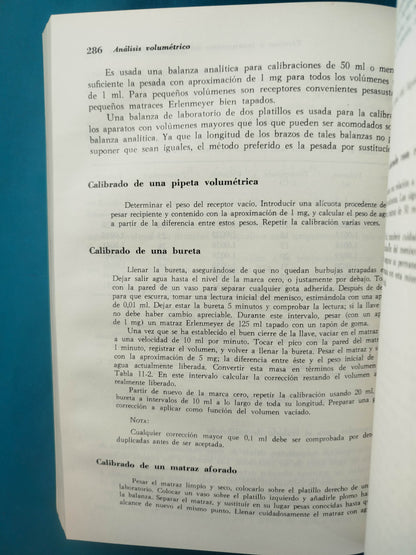 286 Análisis volumétrico
Es usada una balanza analítica para calibraciones de 50 ml o men
suficiente la pesada con aproximación de 1 mg para todos los volúmenes
de 1 ml. Para pequeños volúmenes son receptores convenientes pesasust
pequeños matraces Erlenmeyer bien tapados.
Una balanza de laboratorio de dos platillos es usada para la calibra
los aparatos con volúmenes mayores que los que pueden ser acomodados s
balanza analítica. Ya que la longitud de los brazos de tales balanzas no p
suponer que sean iguales, el método preferido es la pesada por sustitució
Calibrado de una pipeta volumétrica
Determinar el peso del receptor vacío. Introducir una alícuota procedente de
pesar recipiente y contenido con la aproximación de 1 mg, y calcular el peso de ag
a partir de la diferencia entre estos pesos. Repetir la calibración varias veces.
Calibrado de una bureta
Llenar la bureta, asegurándose de que no quedan burbujas atrapadas e
Dejar salir agua hasta el nivel de la marca cero, o justamente por debajo. To
con la pared de un vaso para separar cualquier gota adherida. Después de de
para que escurra, tomar una lectura inicial del menisco, estimándola con una ap
de 0,01 ml. Dejar estar la bureta 5 minutos y comprobar la lectura; si la llave
no debe haber cambio apreciable. Durante este intervalo, pesar (con un ap
1 mg) un matraz Erlenmeyer de 125 ml tapado con un tapón de goma.
Una vez que se ha establecido el buen cierre de la llave, vaciar en el matraz
a una velocidad de 10 ml por minuto. Tocar el pico con la pared del matr
1 minuto, registrar el volumen, y volver a llenar la bureta. Pesar el matraz y s
con la aproximación de 5 mg; la diferencia entre éste y el peso inicial de
agua actualmente liberada. Convertir esta masa en términos de volumen
Tabla 11-2. En este intervalo calcular la corrección restando el volumen a
realmente liberado.
Partir de nuevo de la marca cero, repetir la calibración usando 20 ml,
bureta a intervalos de 10 ml a lo largo de toda su longitud. Preparar una g
corrección a aplicar como función del volumen vaciado.
NOTA:
Cualquier corrección mayor que 0,1 ml debe ser comprobada por dete
duplicadas antes de ser aceptada.
Calibrado de un matraz aforado
Pesar el matraz limpio y seco, colocarlo sobre el platillo derecho de un
laboratorio. Colocar un vaso sobre el platillo izquierdo y añadirle plomo ha
la balanza. Separar el matraz, y sustituir en su lugar pesas conocidas hasta q
alcance de nuevo el mismo punto. Llenar cuidadosamente el matraz con ag